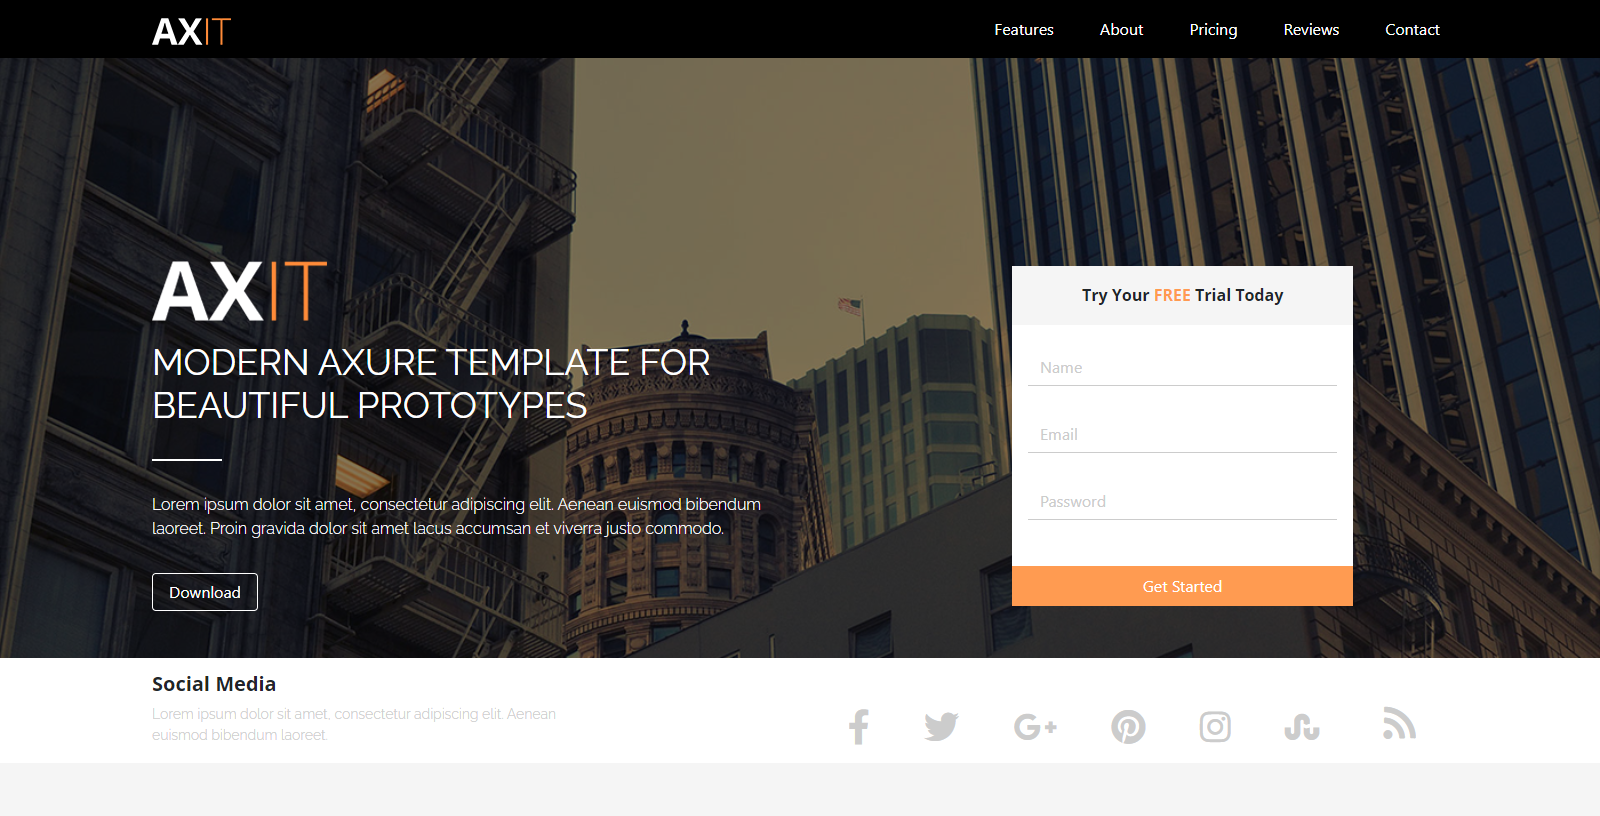 AXIT
Features
About
Pricing
Reviews
Contact
AXIT
MODERN AXURE TEMPLATE FOR
BEAUTIFUL PROTOTYPES
Lorem ipsum dolor sit amet, consectetur adipiscing elit. Aenean euismod bibendum
laoreet. Proin gravida dolor sit amet lacus accumsan et viverra justo commodo.
Download
Try Your FREE Trial Today
Name
Email
Password
Get Started
Social Media
Lorem ipsum dolor sit amet, consectetur adipiscing elit. Aenean
euismod bibendum laoreet.